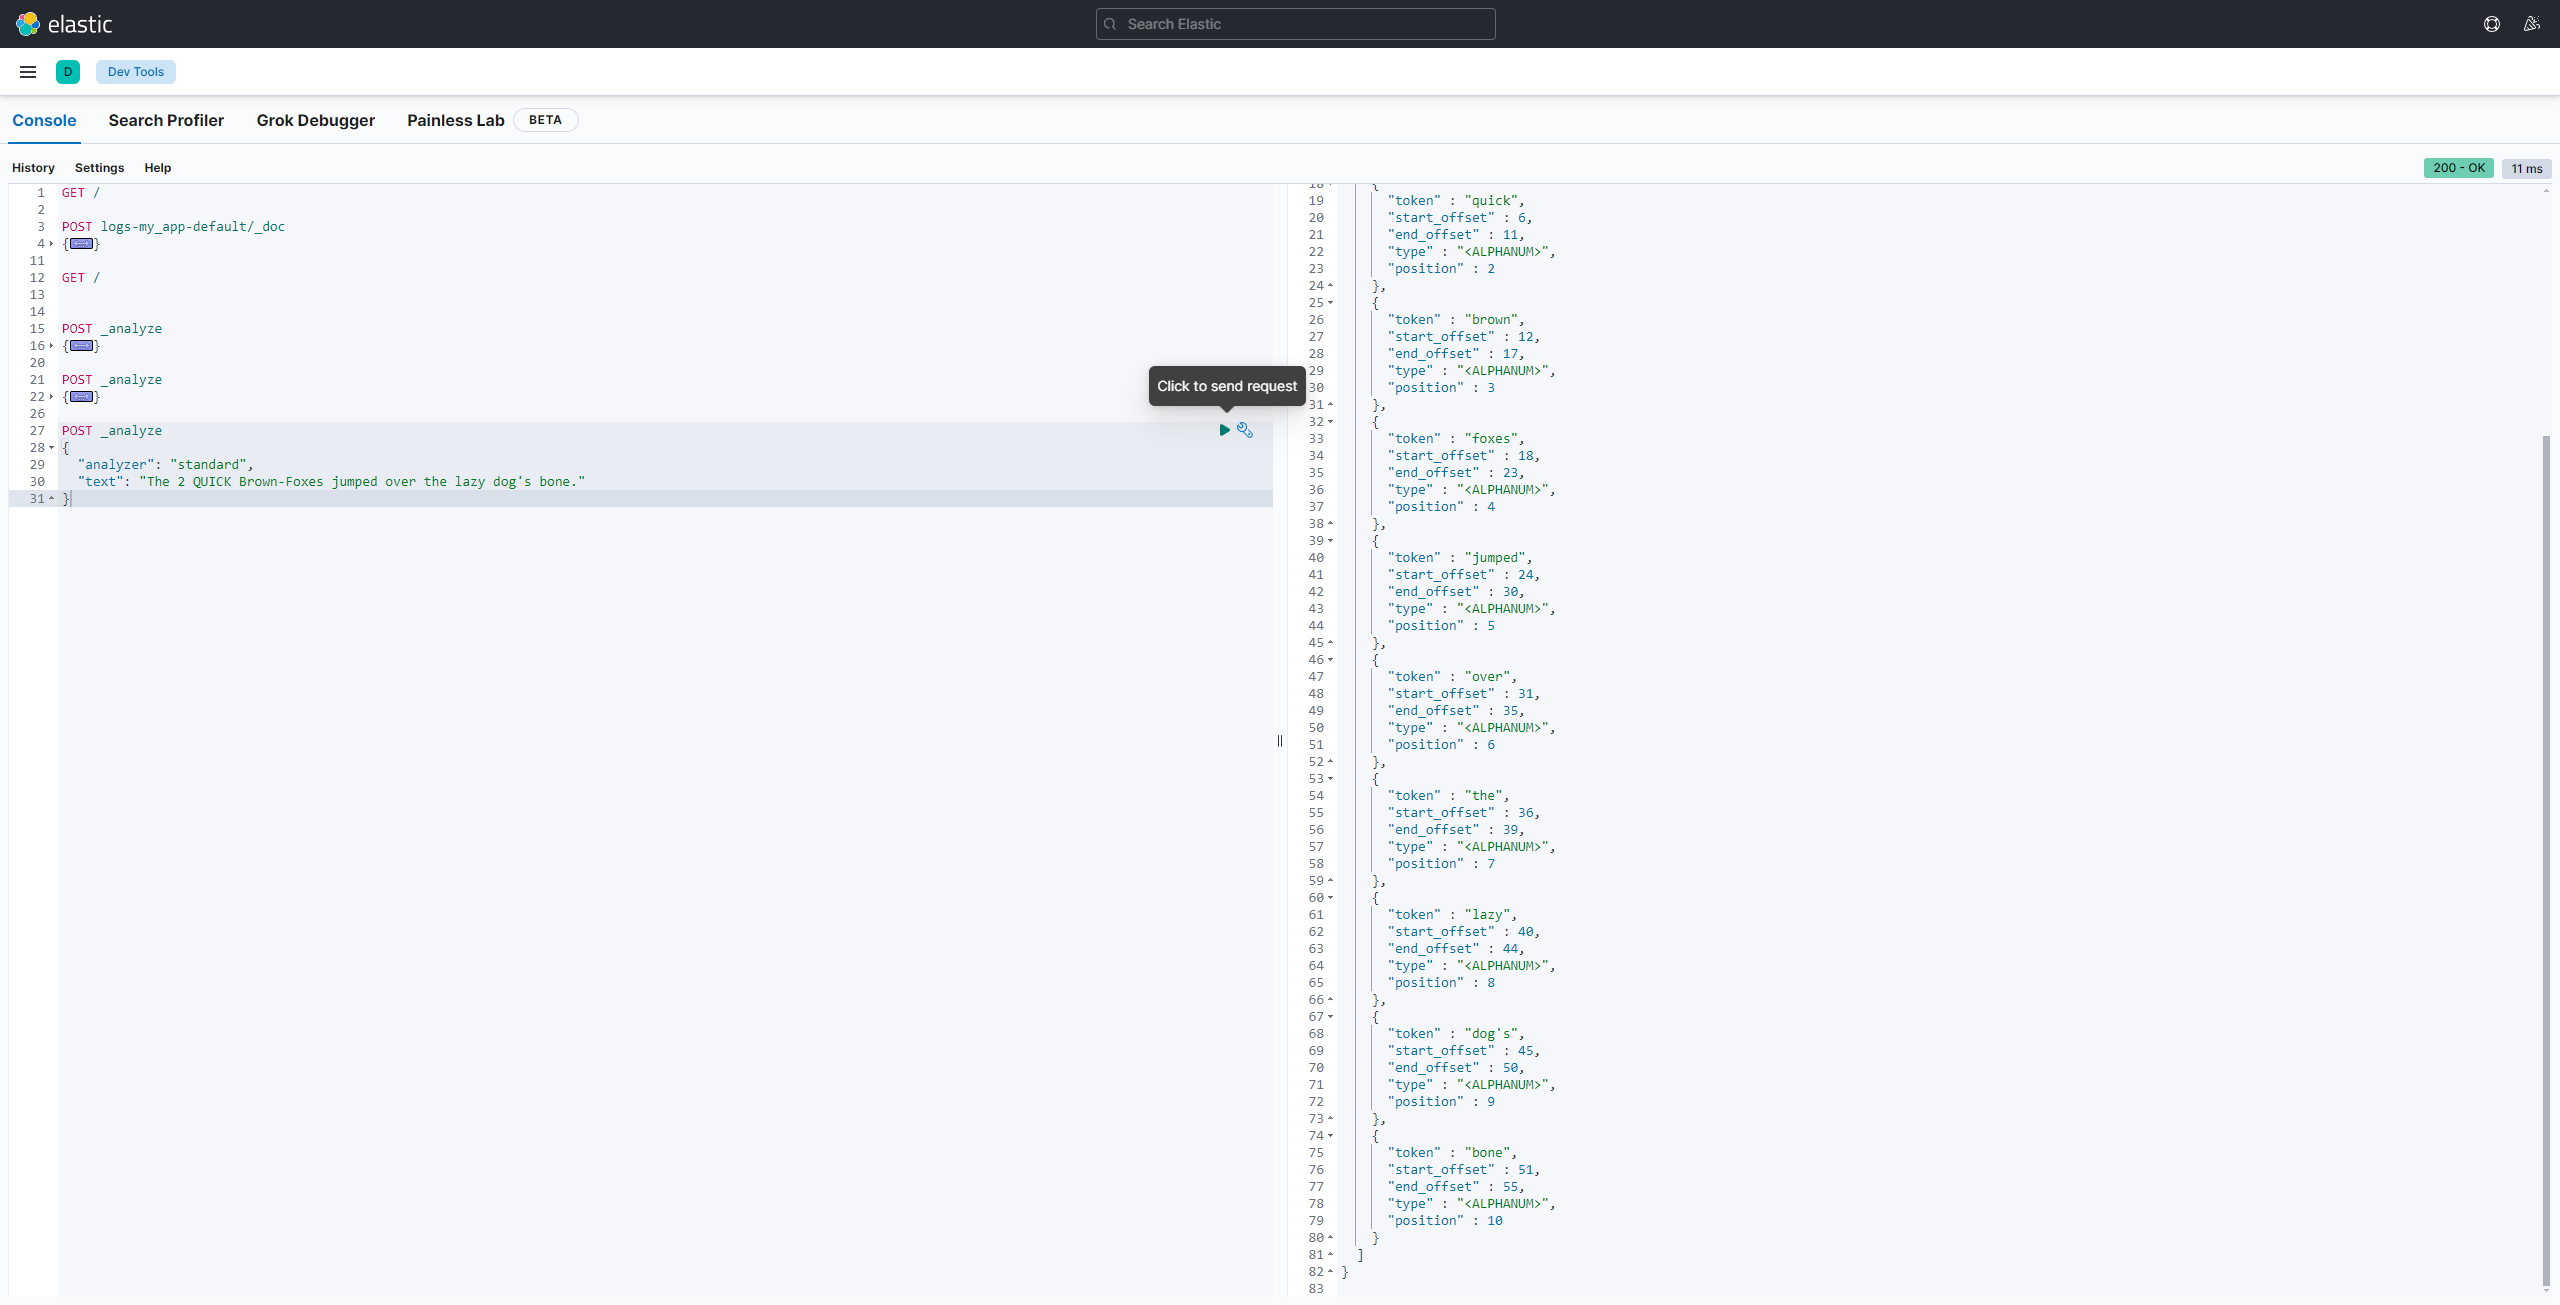 elastic
Search Elastic
D
Dev Tools
Console Search Profiler Grok Debugger Painless Lab BETA
History Settings Help
200 - OK 11 ms
1 GET /
2
3 POST logs-my_app-default/_doc
4 {}
11
12 GET /
13
14
15 POST _analyze
16 {}
20
21 POST _analyze
22 {}
26
27 POST _analyze
28 {
29 "analyzer": "standard",
30 "text": "The 2 QUICK Brown-Foxes jumped over the lazy dog's bone."
31 }
Click to send request
18 {
19 "token" : "quick",
20 "start_offset" : 6,
21 "end_offset" : 11,
22 "type" : "<ALPHANUM>",
23 "position" : 2
24 },
25 {
26 "token" : "brown",
27 "start_offset" : 12,
28 "end_offset" : 17,
29 "type" : "<ALPHANUM>",
30 "position" : 3
31 },
32 {
33 "token" : "foxes",
34 "start_offset" : 18,
35 "end_offset" : 23,
36 "type" : "<ALPHANUM>",
37 "position" : 4
38 },
39 {
40 "token" : "jumped",
41 "start_offset" : 24,
42 "end_offset" : 30,
43 "type" : "<ALPHANUM>",
44 "position" : 5
45 },
46 {
47 "token" : "over",
48 "start_offset" : 31,
49 "end_offset" : 35,
50 "type" : "<ALPHANUM>",
51 "position" : 6
52 },
53 {
54 "token" : "the",
55 "start_offset" : 36,
56 "end_offset" : 39,
57 "type" : "<ALPHANUM>",
58 "position" : 7
59 },
60 {
61 "token" : "lazy",
62 "start_offset" : 40,
63 "end_offset" : 44,
64 "type" : "<ALPHANUM>",
65 "position" : 8
66 },
67 {
68 "token" : "dog's",
69 "start_offset" : 45,
70 "end_offset" : 50,
71 "type" : "<ALPHANUM>",
72 "position" : 9
73 },
74 {
75 "token" : "bone",
76 "start_offset" : 51,
77 "end_offset" : 55,
78 "type" : "<ALPHANUM>",
79 "position" : 10
80 }
81 ]
82 }
83